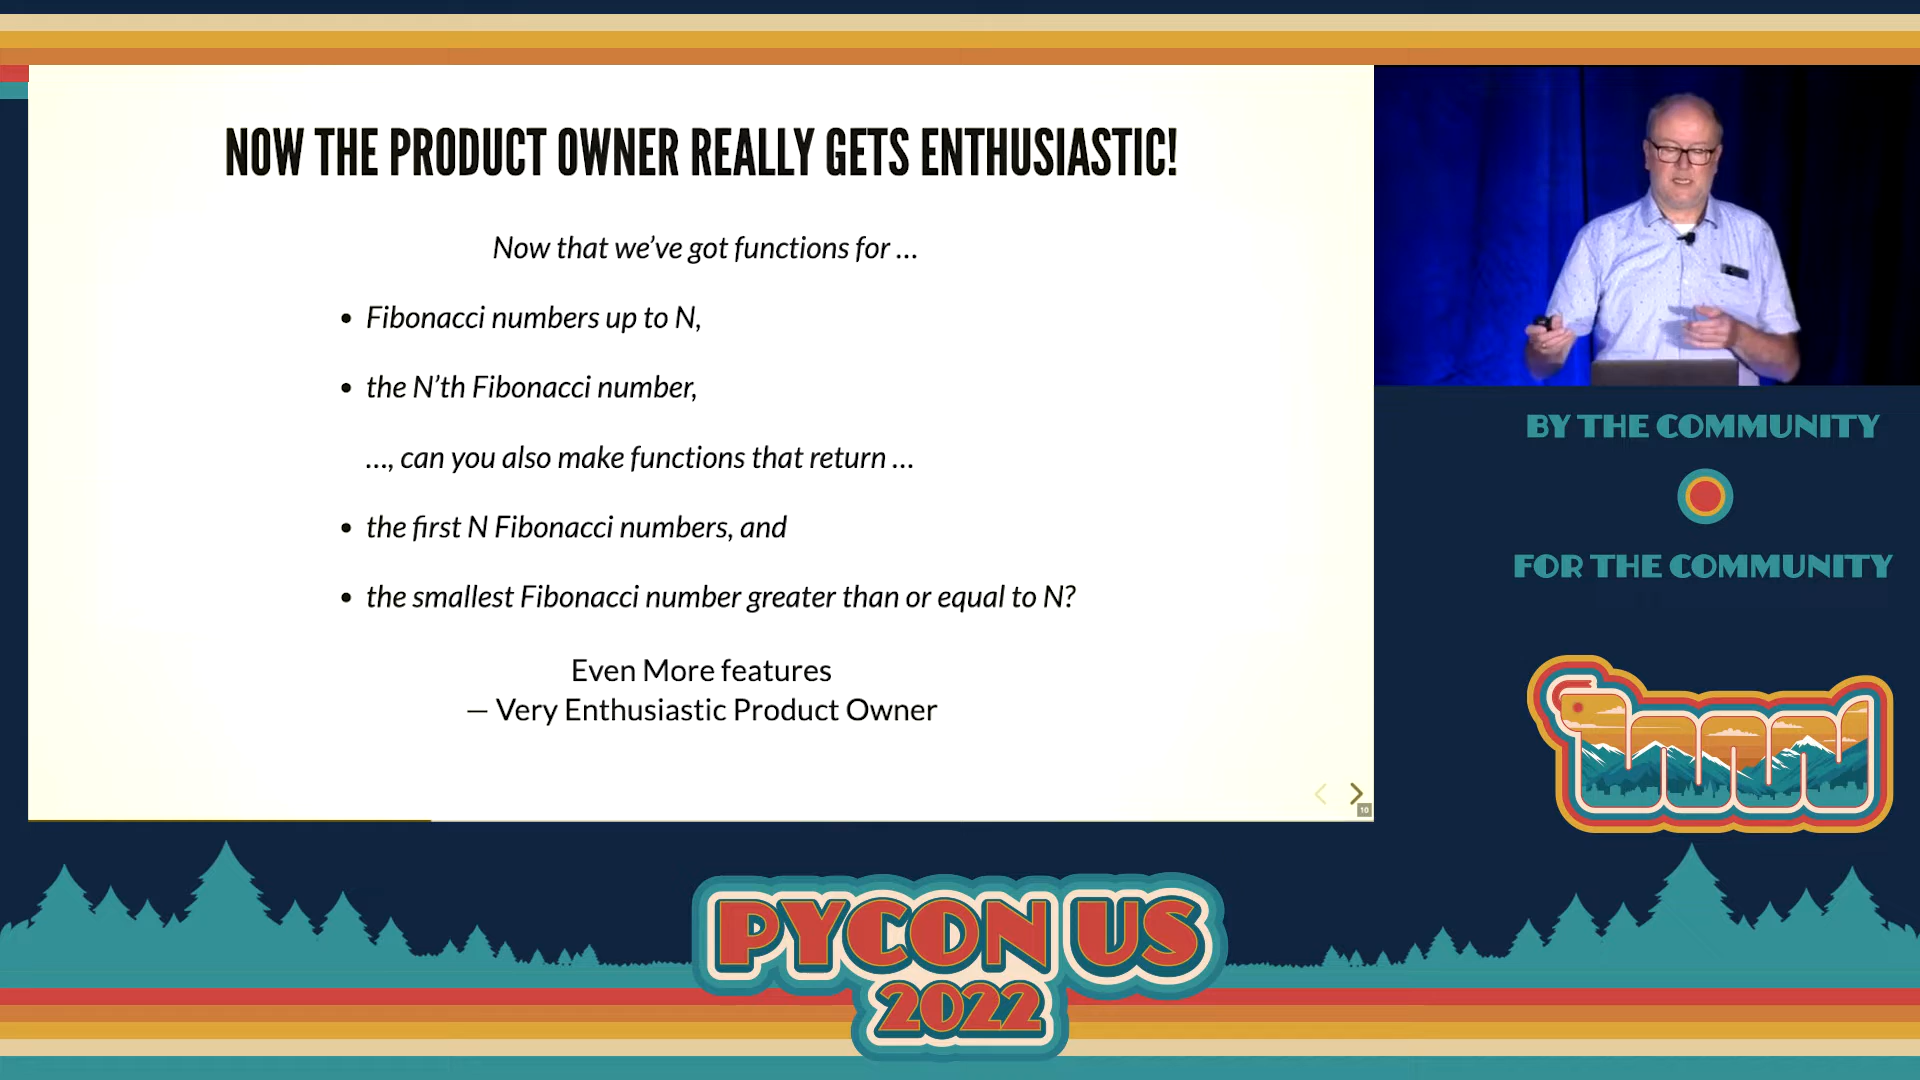 NOW THE PRODUCT OWNER REALLY GETS ENTHUSIASTIC!
Now that we've got functions for …
• Fibonacci numbers up to N,
• the N'th Fibonacci number,
…, can you also make functions that return …
• the first N Fibonacci numbers, and
• the smallest Fibonacci number greater than or equal to N?
Even More features
— Very Enthusiastic Product Owner
10
BY THE COMMUNITY
FOR THE COMMUNITY
PYCON US
2022